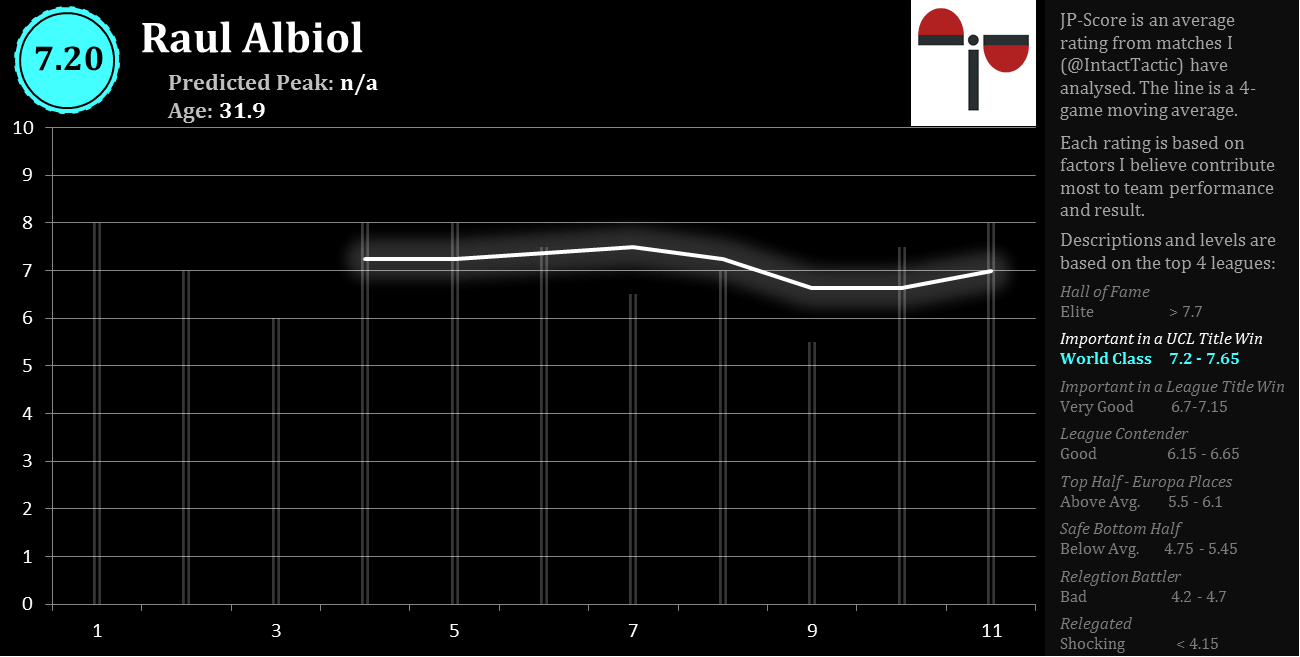 7.20
Raul Albiol
Predicted Peak: n/a
Age: 31.9
10
9
8
7
6
5
4
3
2
1
0
1
3
5
7
9
11
JP-Score is an average
rating from matches I
(@IntactTactic) have
analysed. The line is a 4-
game moving average.
Each rating is based on
factors I believe contribute
most to team performance
and result.
Descriptions and levels are
based on the top 4 leagues:
Hall of Fame
Elite > 7.7
Important in a UCL Title Win
World Class 7.2 - 7.65
Important in a League Title Win
Very Good 6.7-7.15
League Contender
Good 6.15 - 6.65
Top Half - Europa Places
Above Avg. 5.5 - 6.1
Safe Bottom Half
Below Avg. 4.75 - 5.45
Relegtion Battler
Bad 4.2 - 4.7
Relegated
Shocking < 4.15